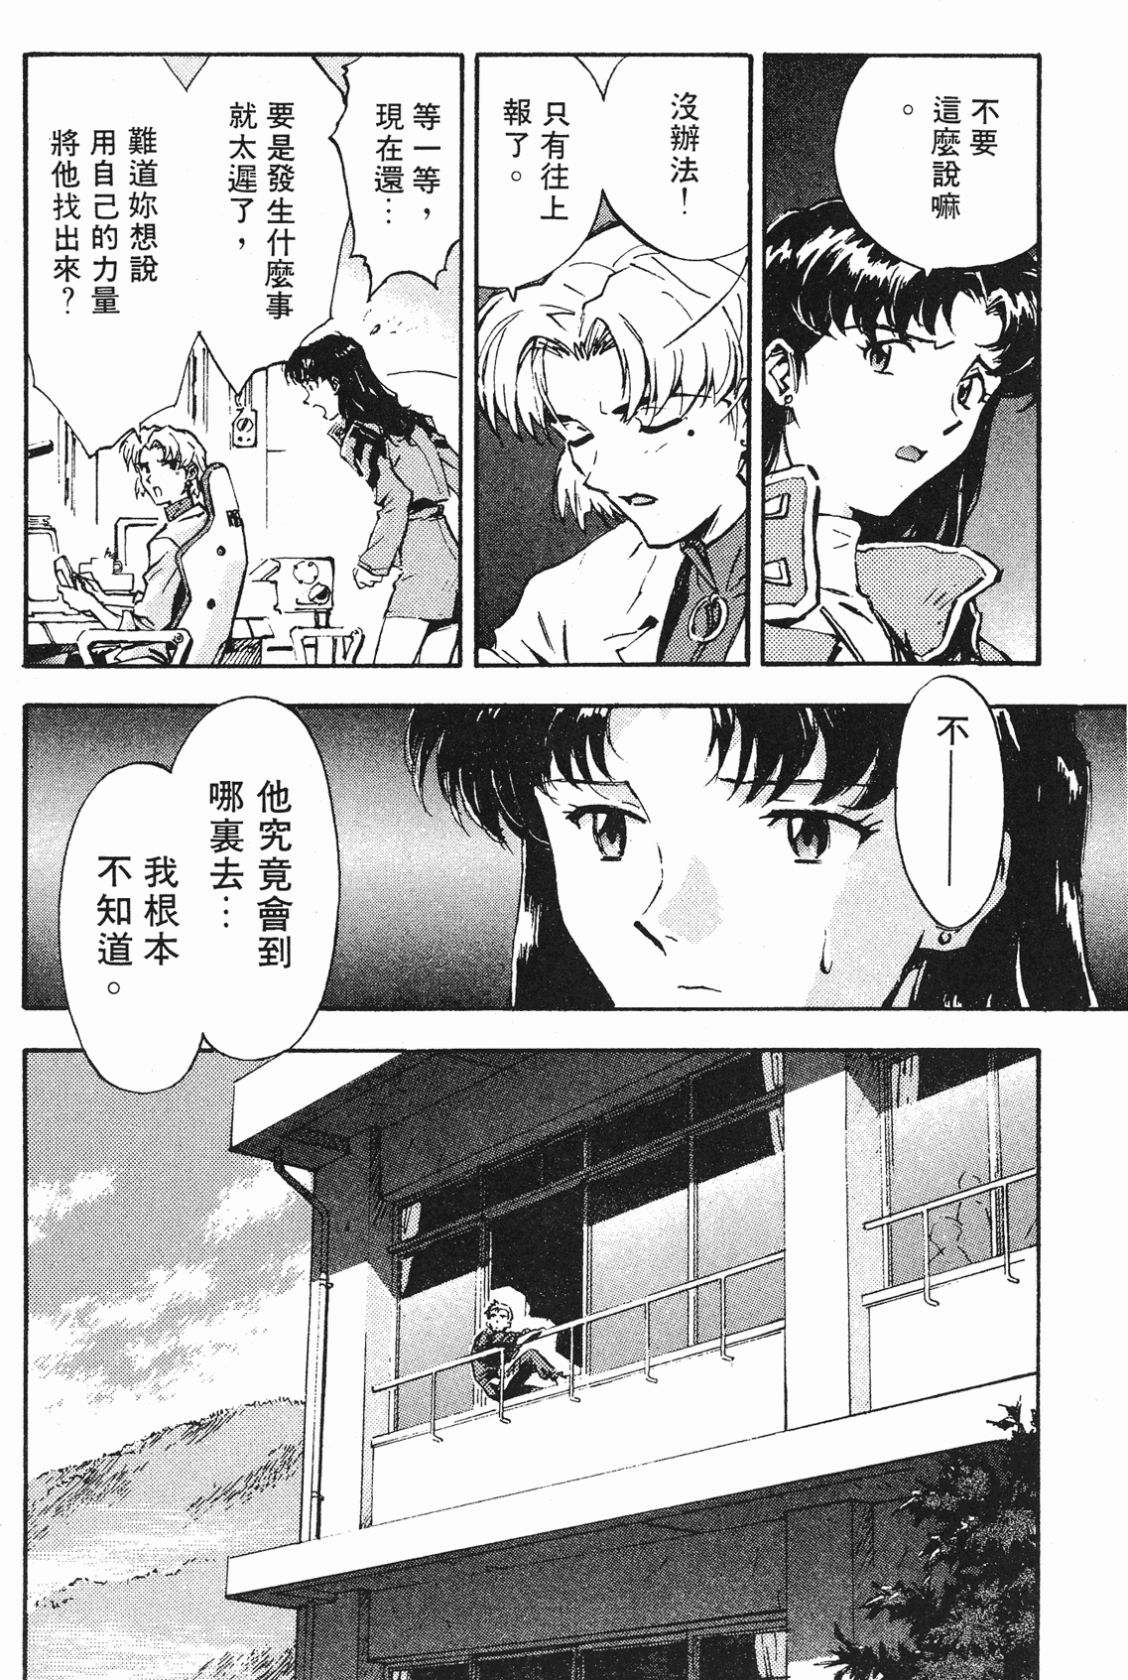 不要
這麼說嘛
。
沒辦法！
只有往上
報了。
等一等，
現在還…
要是發生什麼事
就太遲了，
難道妳想說
用自己的力量
將他找出來？
不——
他究竟會到
哪裏去…
我根本
不知道。